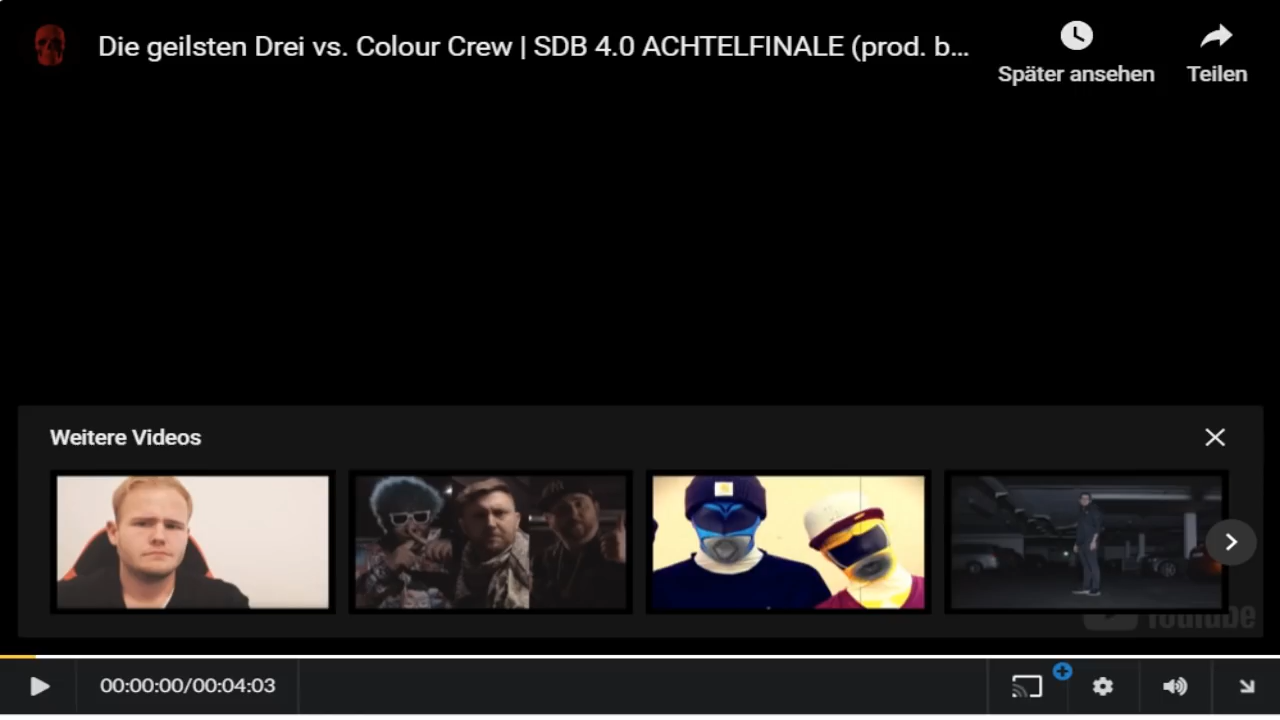 Die geilsten Drei vs. Colour Crew | SDB 4.0 ACHTELFINALE (prod. b...
Später ansehen
Teilen
Weitere Videos
YouTube
00:00:00/00:04:03